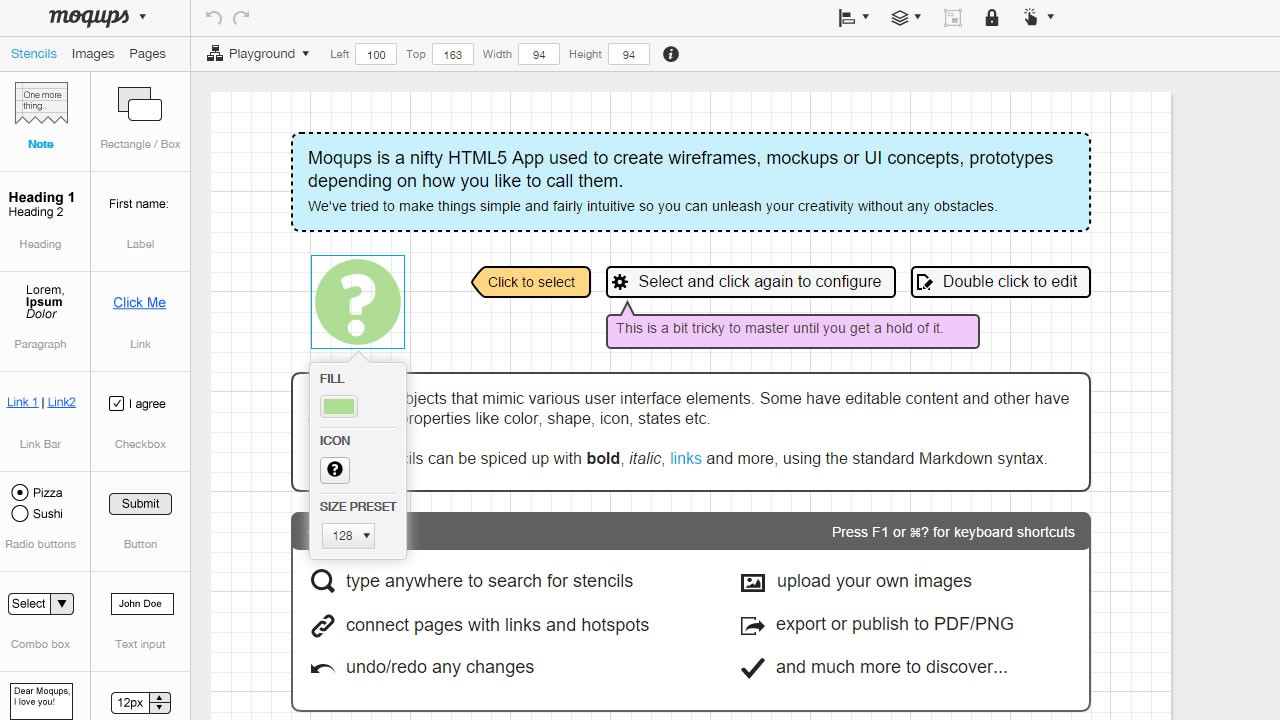 moqups
Stencils Images Pages
Playground Left 100 Top 163 Width 94 Height 94
One more
thing..
Note
Rectangle / Box
Heading 1
Heading 2
Heading
First name:
Label
Lorem,
Ipsum
Dolor
Paragraph
Click Me
Link
Link 1 | Link2
Link Bar
I agree
Checkbox
Pizza
Sushi
Radio buttons
Submit
Button
Select
Combo box
John Doe
Text input
Dear Moqups,
I love you!
12px
Moqups is a nifty HTML5 App used to create wireframes, mockups or UI concepts, prototypes
depending on how you like to call them.
We've tried to make things simple and fairly intuitive so you can unleash your creativity without any obstacles.
Click to select
Select and click again to configure
Double click to edit
This is a bit tricky to master until you get a hold of it.
FILL
ICON
SIZE PRESET
128
that mimic various user interface elements. Some have editable content and other have
like color, shape, icon, states etc.
can be spiced up with bold, italic, links and more, using the standard Markdown syntax.
Press F1 or ⌘? for keyboard shortcuts
type anywhere to search for stencils
connect pages with links and hotspots
undo/redo any changes
upload your own images
export or publish to PDF/PNG
and much more to discover...